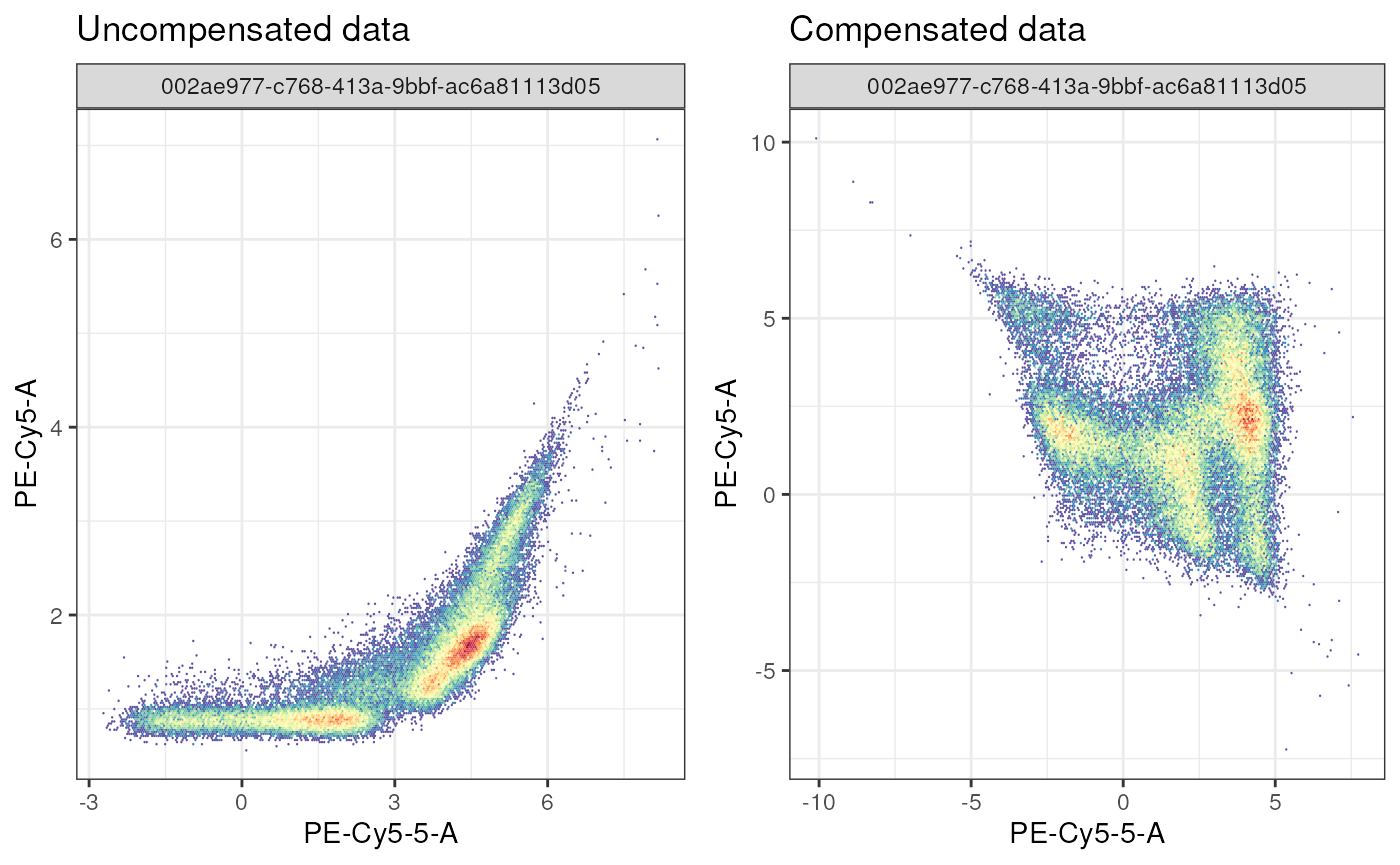 Uncompensated data
002ae977-c768-413a-9bbf-ac6a81113d05
6
4
2
-3
0
3
6
PE-Cy5-5-A
PE-Cy5-A
Compensated data
002ae977-c768-413a-9bbf-ac6a81113d05
10
5
0
-5
-10
-5
0
5
PE-Cy5-5-A
PE-Cy5-A